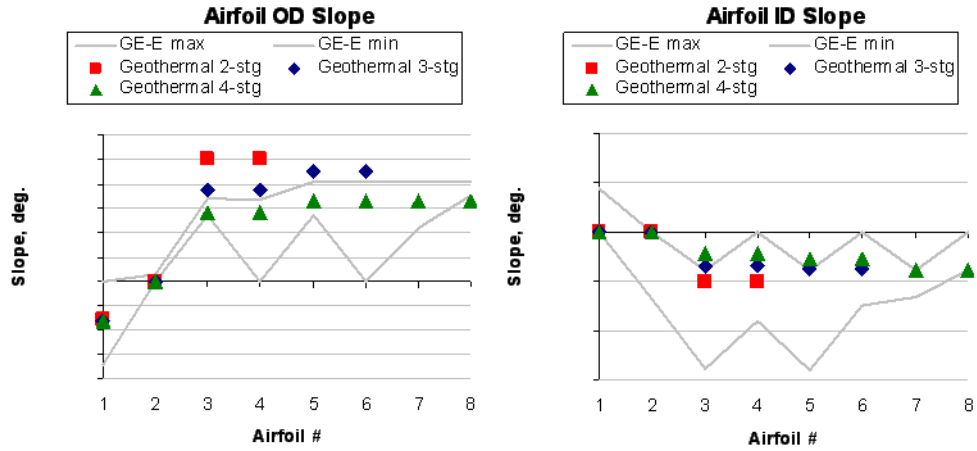 Airfoil OD Slope
GE-E max GE-E min
Geothermal 2-stg Geothermal 3-stg
Geothermal 4-stg
Slope, deg.
1 2 3 4 5 6 7 8
Airfoil #
Airfoil ID Slope
GE-E max GE-E min
Geothermal 2-stg Geothermal 3-stg
Geothermal 4-stg
Slope, deg.
1 2 3 4 5 6 7 8
Airfoil #